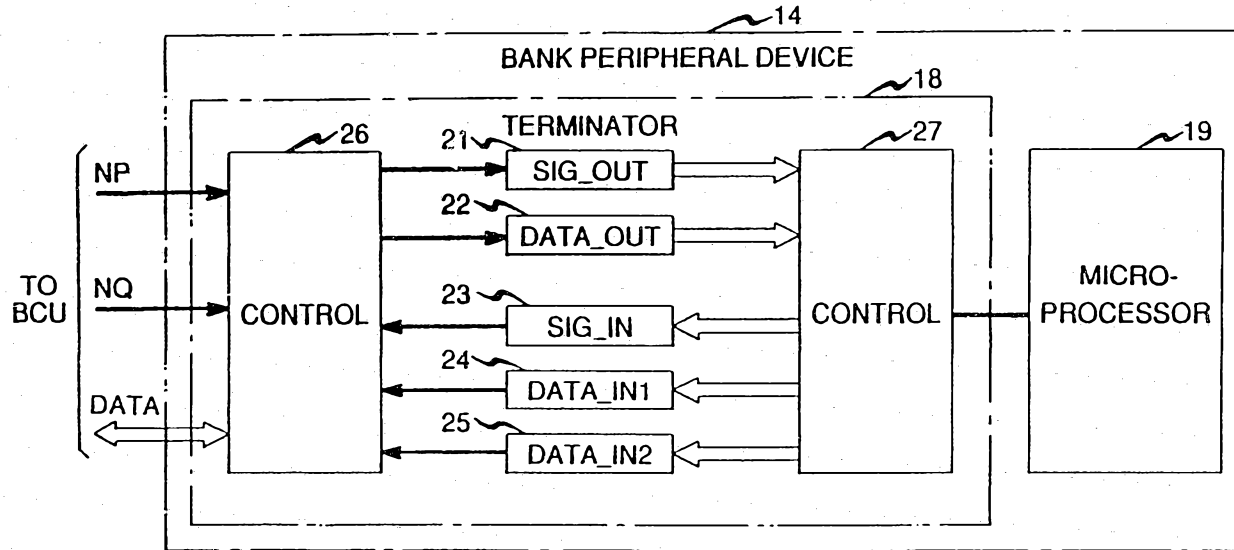 14
BANK PERIPHERAL DEVICE
18
TERMINATOR
26
21
27
19
NP
SIG_OUT
22
DATA_OUT
TO
BCU
NQ
CONTROL
23
SIG_IN
CONTROL
MICRO-
PROCESSOR
24
DATA_IN1
DATA
25
DATA_IN2